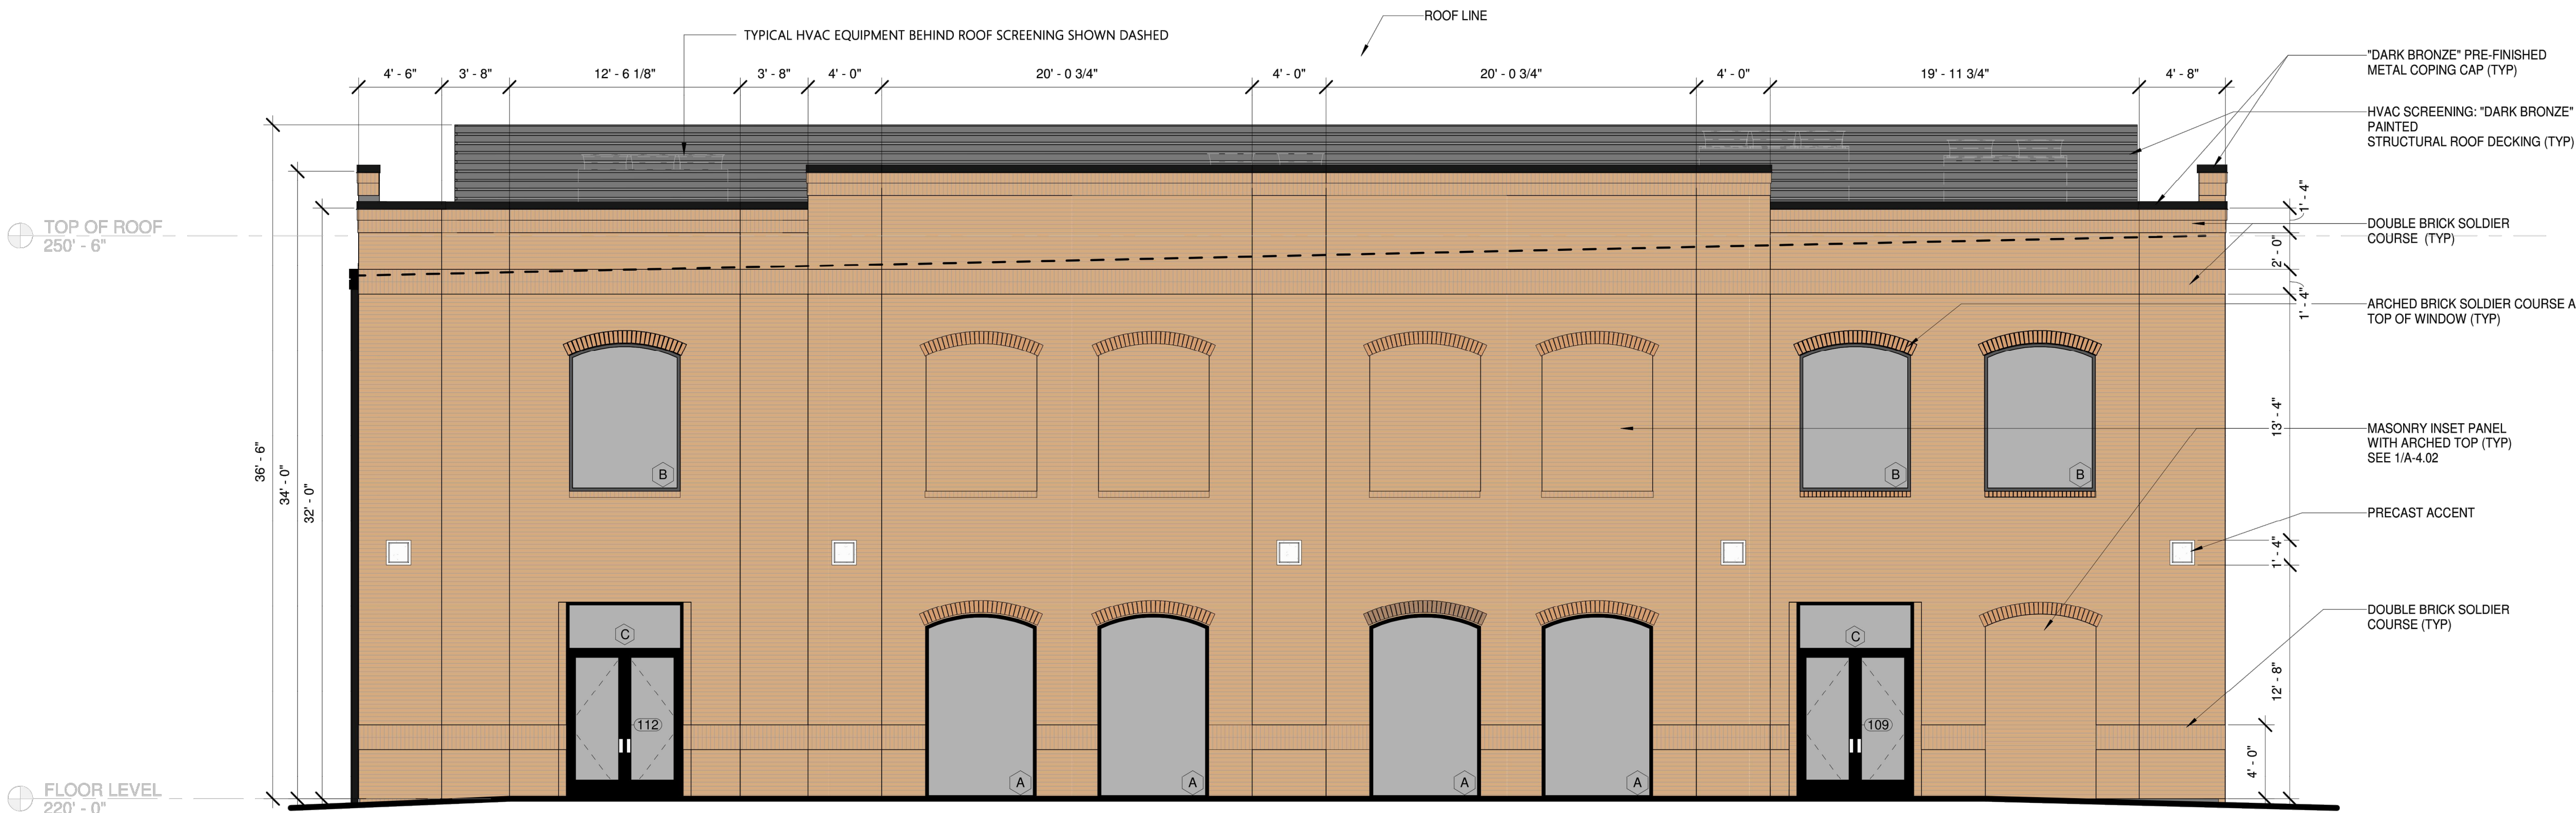 ROOF LINE
TYPICAL HVAC EQUIPMENT BEHIND ROOF SCREENING SHOWN DASHED
4' - 6"
3' - 8"
12' - 6 1/8"
3' - 8"
4' - 0"
20' - 0 3/4"
4' - 0"
20' - 0 3/4"
4' - 0"
19' - 11 3/4"
4' - 8"
"DARK BRONZE" PRE-FINISHED
METAL COPING CAP (TYP)
HVAC SCREENING: "DARK BRONZE"
PAINTED
STRUCTURAL ROOF DECKING (TYP)
1' - 4"
DOUBLE BRICK SOLDIER
COURSE (TYP)
2' - 0"
1' - 4"
ARCHED BRICK SOLDIER COURSE A
TOP OF WINDOW (TYP)
13' - 4"
MASONRY INSET PANEL
WITH ARCHED TOP (TYP)
SEE 1/A-4.02
PRECAST ACCENT
1' - 4"
DOUBLE BRICK SOLDIER
COURSE (TYP)
12' - 8"
4' - 0"
TOP OF ROOF
250' - 6"
36' - 6"
34' - 0"
32' - 0"
B
B
B
C
C
112
109
A
A
A
A
FLOOR LEVEL
220' - 0"